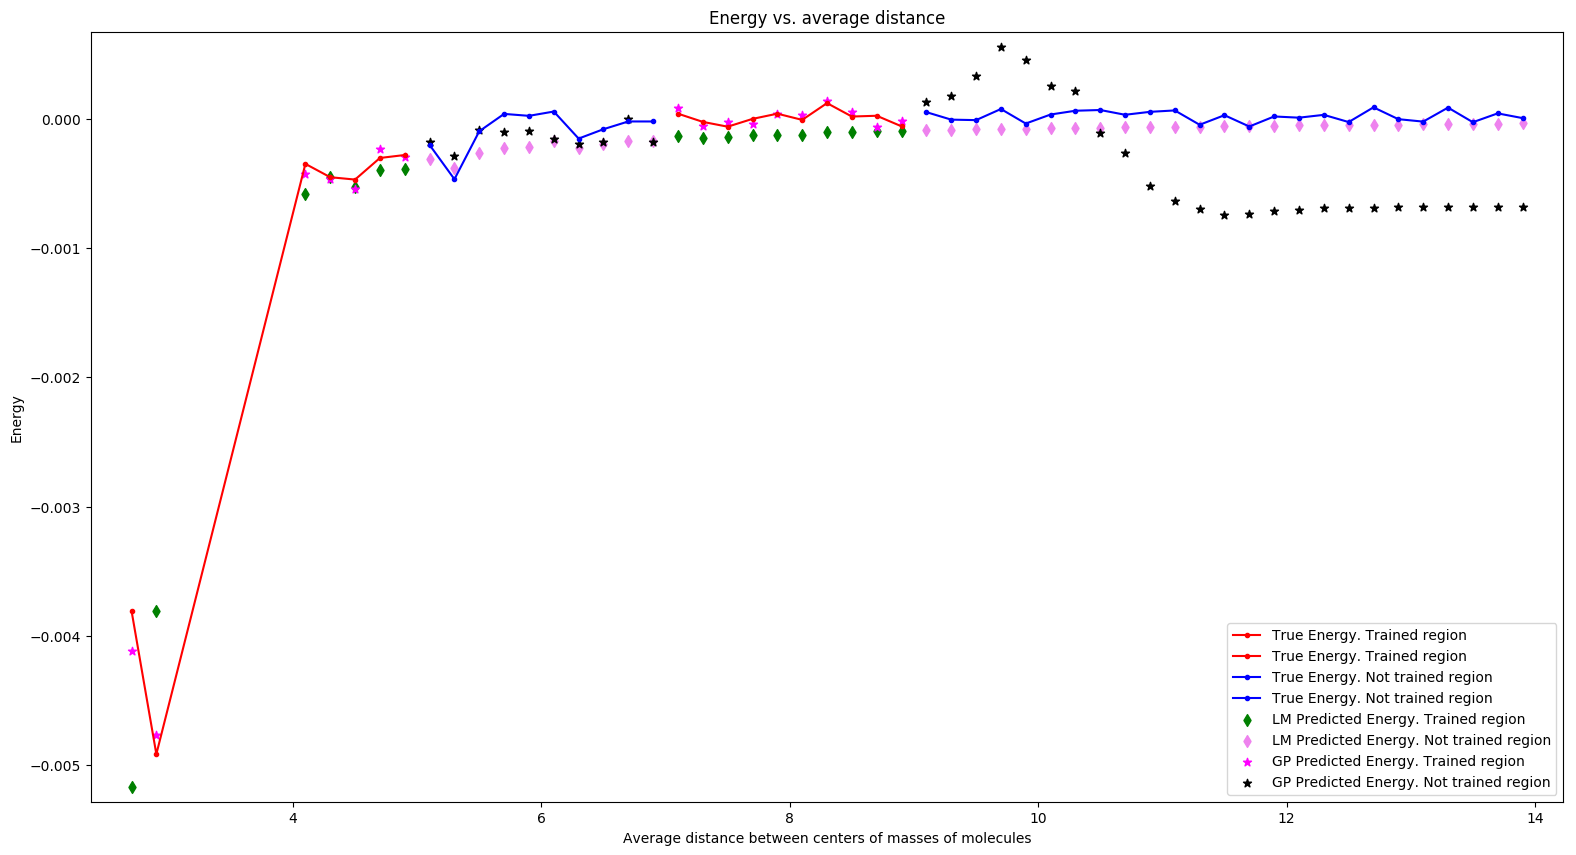 Energy vs. average distance
Energy
0.000
−0.001
−0.002
−0.003
−0.004
−0.005
4
6
8
10
12
14
Average distance between centers of masses of molecules
True Energy. Trained region
True Energy. Trained region
True Energy. Not trained region
True Energy. Not trained region
LM Predicted Energy. Trained region
LM Predicted Energy. Not trained region
GP Predicted Energy. Trained region
GP Predicted Energy. Not trained region